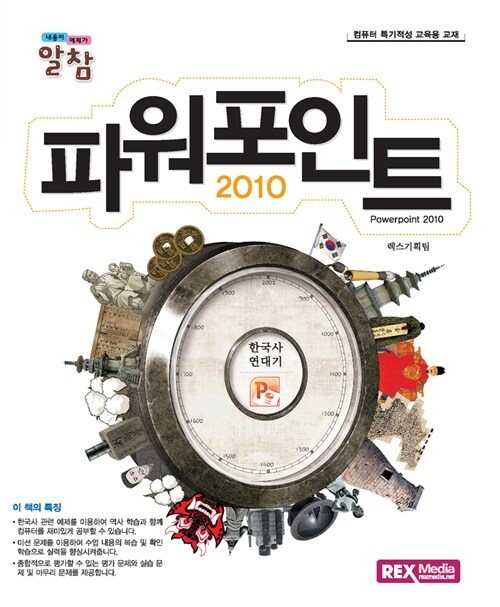 컴퓨터 특기적성 교육용 교재
내용이 예제가
알참
파워포인트
2010
Powerpoint 2010
렉스기획팀
한국사
연대기
이 책의 특징
• 한국사 관련 예제를 이용하여 역사 학습과 함께
컴퓨터를 재미있게 공부할 수 있습니다.
• 미션 문제를 이용하여 수업 내용의 복습 및 확인
학습으로 실력을 향상시켜줍니다.
• 종합적으로 평가할 수 있는 평가 문제와 실습 문
제 및 마무리 문제를 제공합니다.
REX Media
rexmedia.net